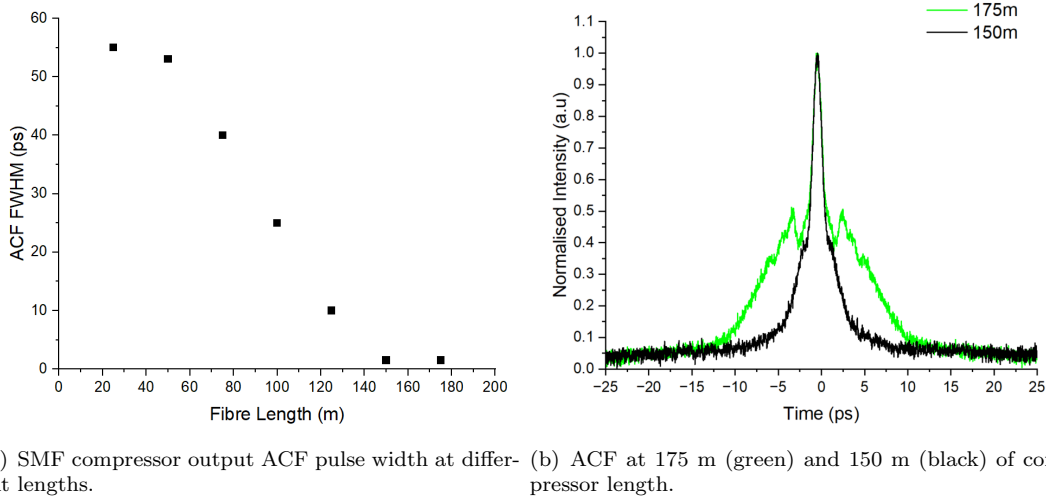 60
50
40
30
20
10
0
ACF FWHM (ps)
0 20 40 60 80 100 120 140 160 180 200
Fibre Length (m)
175m
150m
1.1
1.0
0.9
0.8
0.7
0.6
0.5
0.4
0.3
0.2
0.1
0.0
Normalised Intensity (a.u)
−25 −20 −15 −10 −5 0 5 10 15 20 25
Time (ps)
) SMF compressor output ACF pulse width at differ-
t lengths.
(b) ACF at 175 m (green) and 150 m (black) of co
pressor length.